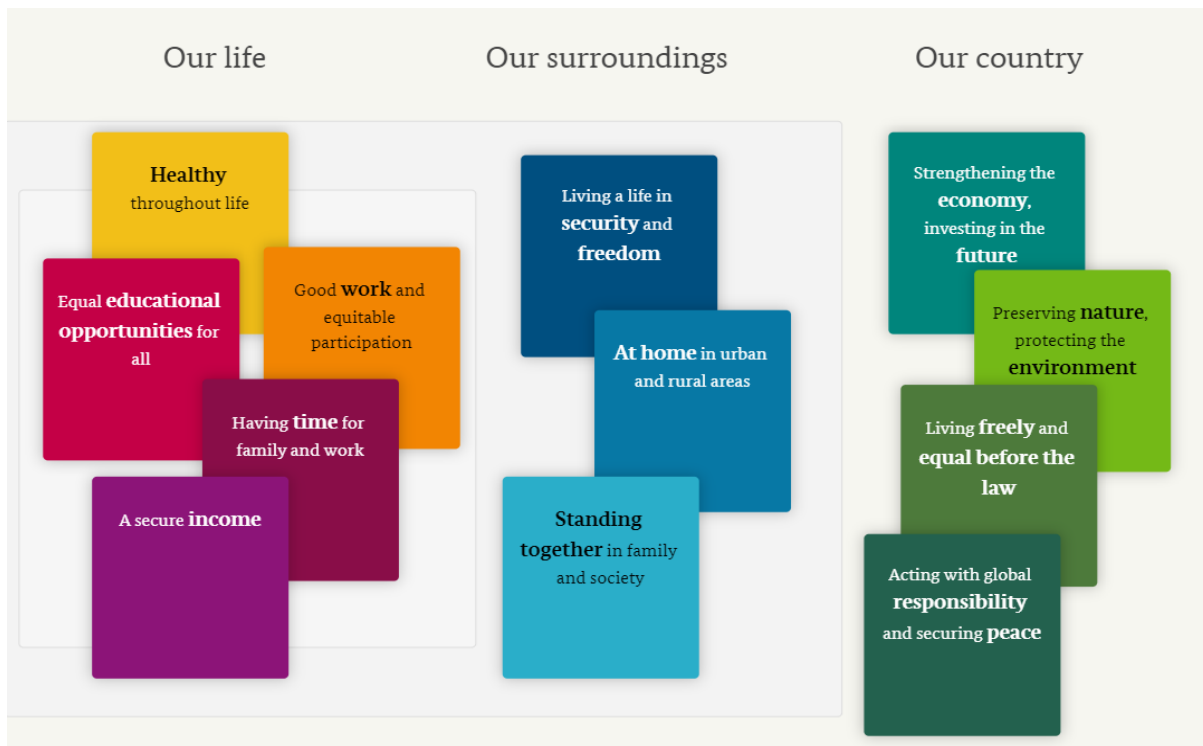 Our life
Healthy
throughout life
Equal educational
opportunities for
all
Good work and
equitable
participation
Having time for
family and work
A secure income
Our surroundings
Living a life in
security and
freedom
At home in urban
and rural areas
Standing
together in family
and society
Our country
Strengthening the
economy,
investing in the
future
Preserving nature,
protecting the
environment
Living freely and
equal before the
law
Acting with global
responsibility
and securing peace